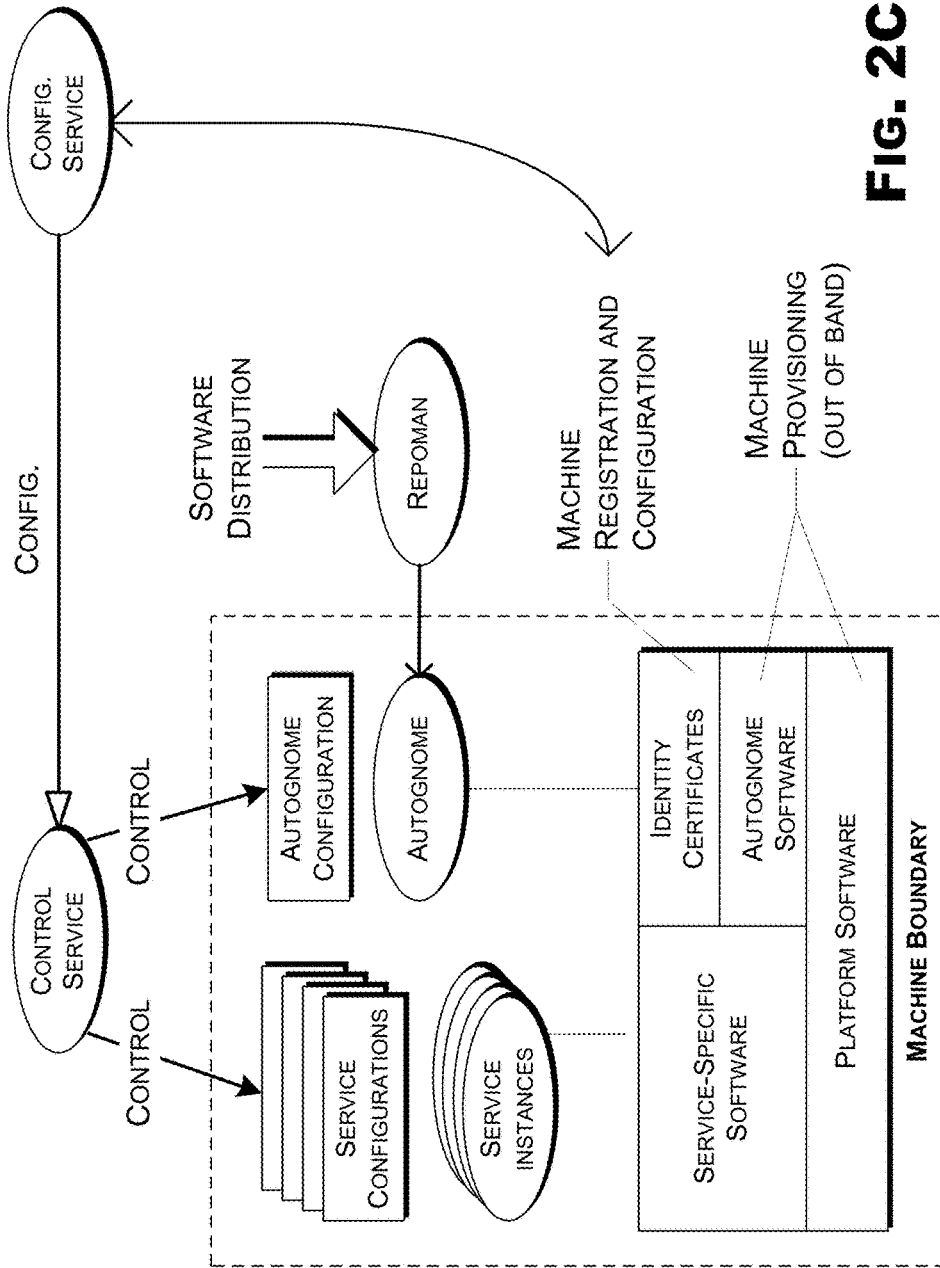 CONFIG.
SERVICE
CONFIG.
CONTROL
SERVICE
CONTROL
CONTROL
SOFTWARE
DISTRIBUTION
REPOMAN
AUTOGNOME
CONFIGURATION
AUTOGNOME
SERVICE
CONFIGURATIONS
SERVICE
INSTANCES
MACHINE
REGISTRATION AND
CONFIGURATION
MACHINE
PROVISIONING
(OUT OF BAND)
IDENTITY
CERTIFICATES
AUTOGNOME
SOFTWARE
SERVICE-SPECIFIC
SOFTWARE
PLATFORM SOFTWARE
MACHINE BOUNDARY
FIG. 2C